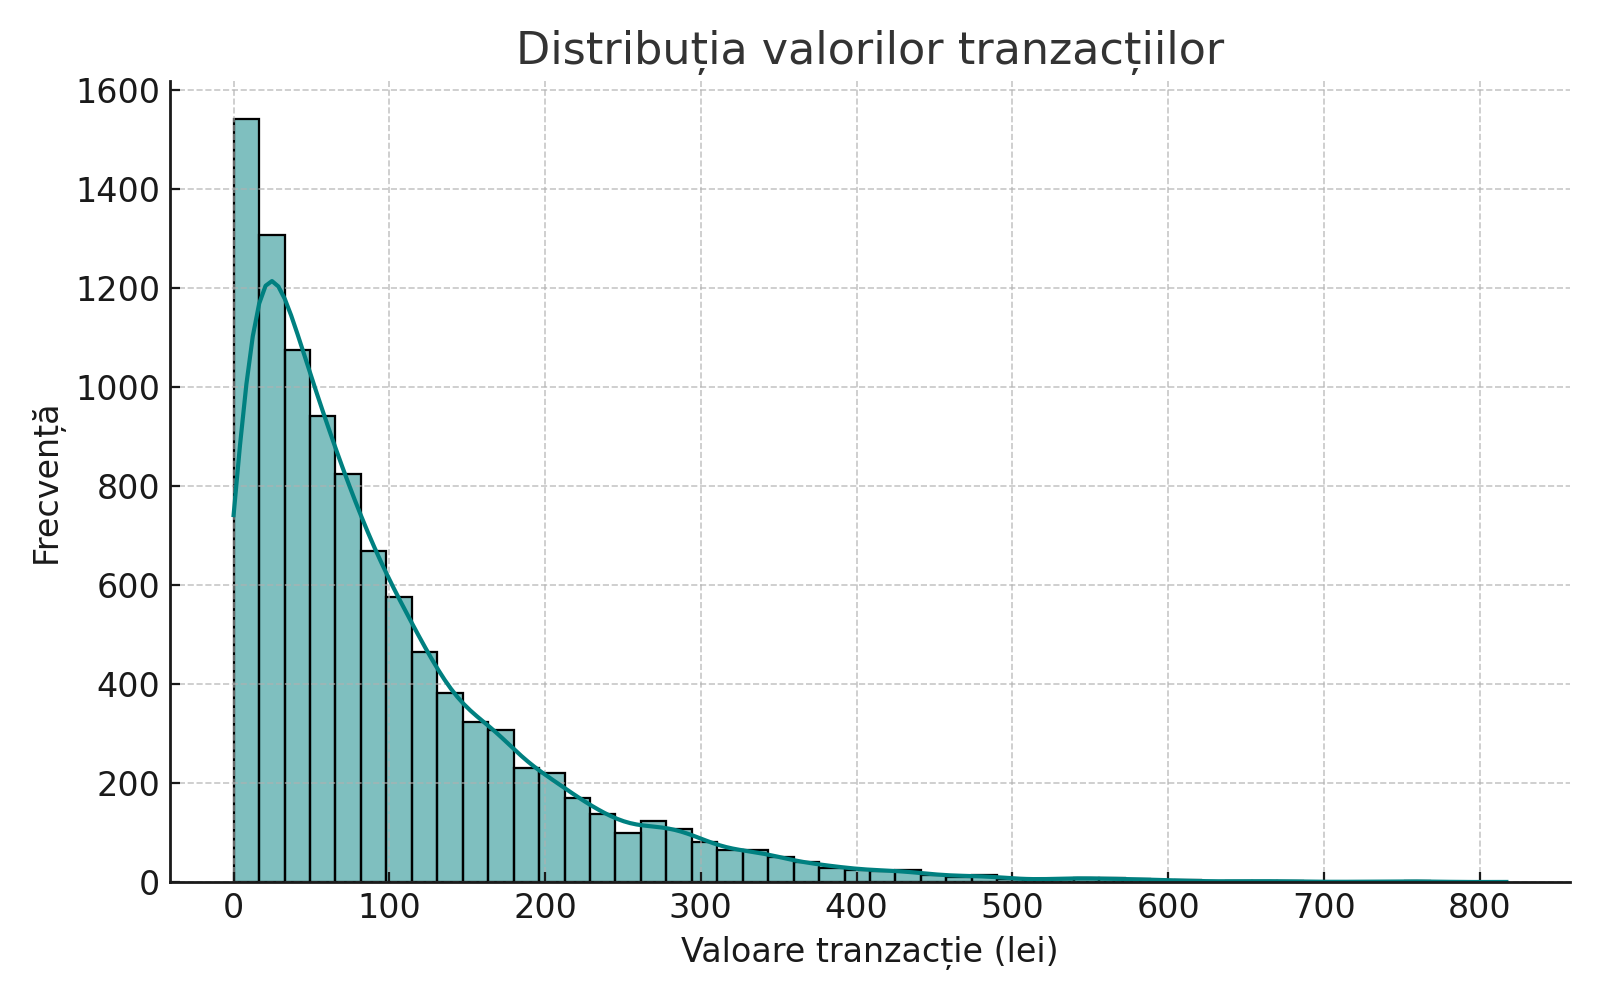 Distribuția valorilor tranzacțiilor
1600
1400
1200
1000
800
600
400
200
0
Frecvență
0 100 200 300 400 500 600 700 800
Valoare tranzacție (lei)